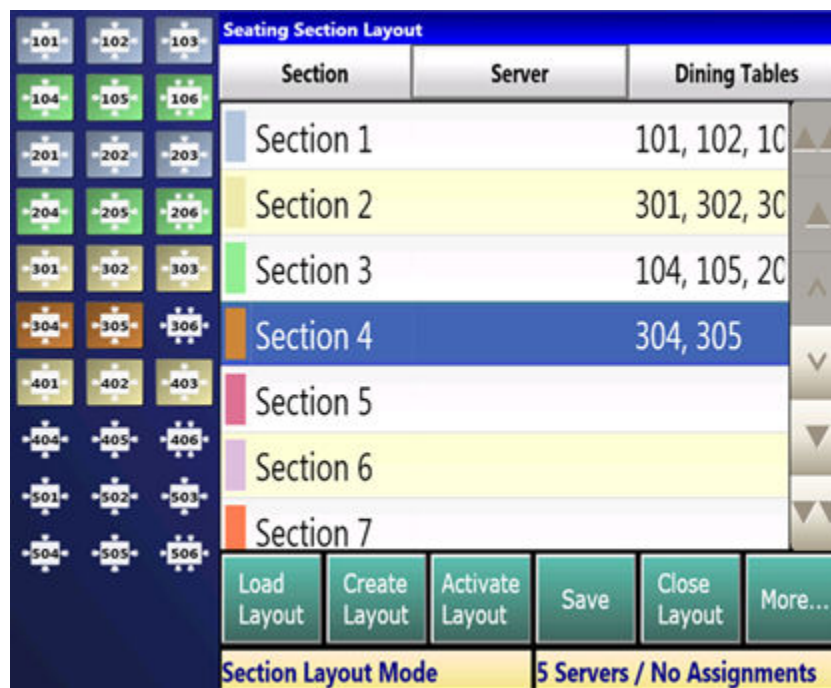 101 102 103
104 105 106
201 202 203
204 205 206
301 302 303
304 305 306
401 402 403
404 405 406
501 502 503
504 505 506
Seating Section Layout
Section Server Dining Tables
Section 1 101, 102, 10
Section 2 301, 302, 30
Section 3 104, 105, 20
Section 4 304, 305
Section 5
Section 6
Section 7
Load Layout Create Layout Activate Layout Save Close Layout More...
Section Layout Mode 5 Servers / No Assignments